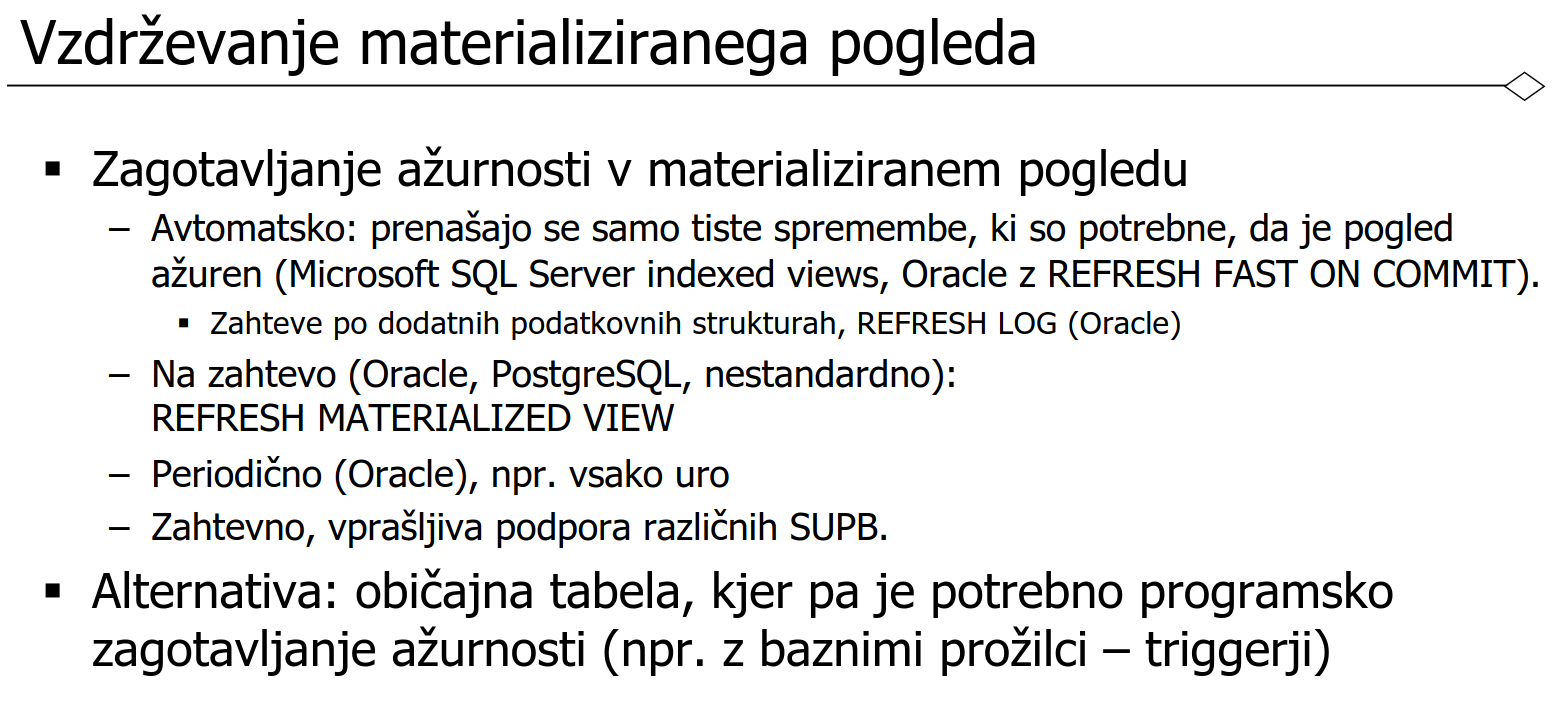 Vzdrževanje materializiranega pogleda
▪ Zagotavljanje ažurnosti v materializiranem pogledu
– Avtomatsko: prenašajo se samo tiste spremembe, ki so potrebne, da je pogled
ažuren (Microsoft SQL Server indexed views, Oracle z REFRESH FAST ON COMMIT).
▪ Zahteve po dodatnih podatkovnih strukturah, REFRESH LOG (Oracle)
– Na zahtevo (Oracle, PostgreSQL, nestandardno):
REFRESH MATERIALIZED VIEW
– Periodično (Oracle), npr. vsako uro
– Zahtevno, vprašljiva podpora različnih SUPB.
▪ Alternativa: običajna tabela, kjer pa je potrebno programsko
zagotavljanje ažurnosti (npr. z baznimi prožilci – triggerji)